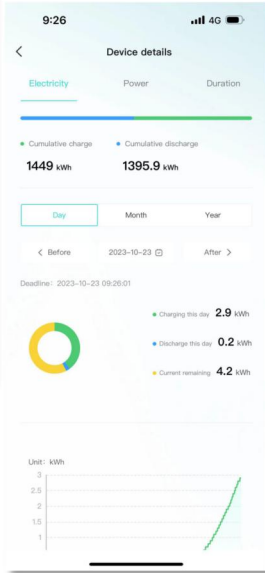 9:26 4G
Device details
Electricity Power Duration
Cumulative charge Cumulative discharge
1449 kWh 1395.9 kWh
Day Month Year
< Before 2023-10-23 After >
Deadline: 2023-10-23 09:26:01
Charging this day 2.9 kWh
Discharge this day 0.2 kWh
Current remaining 4.2 kWh
Unit: kWh
3
2.5
2
1.5
1